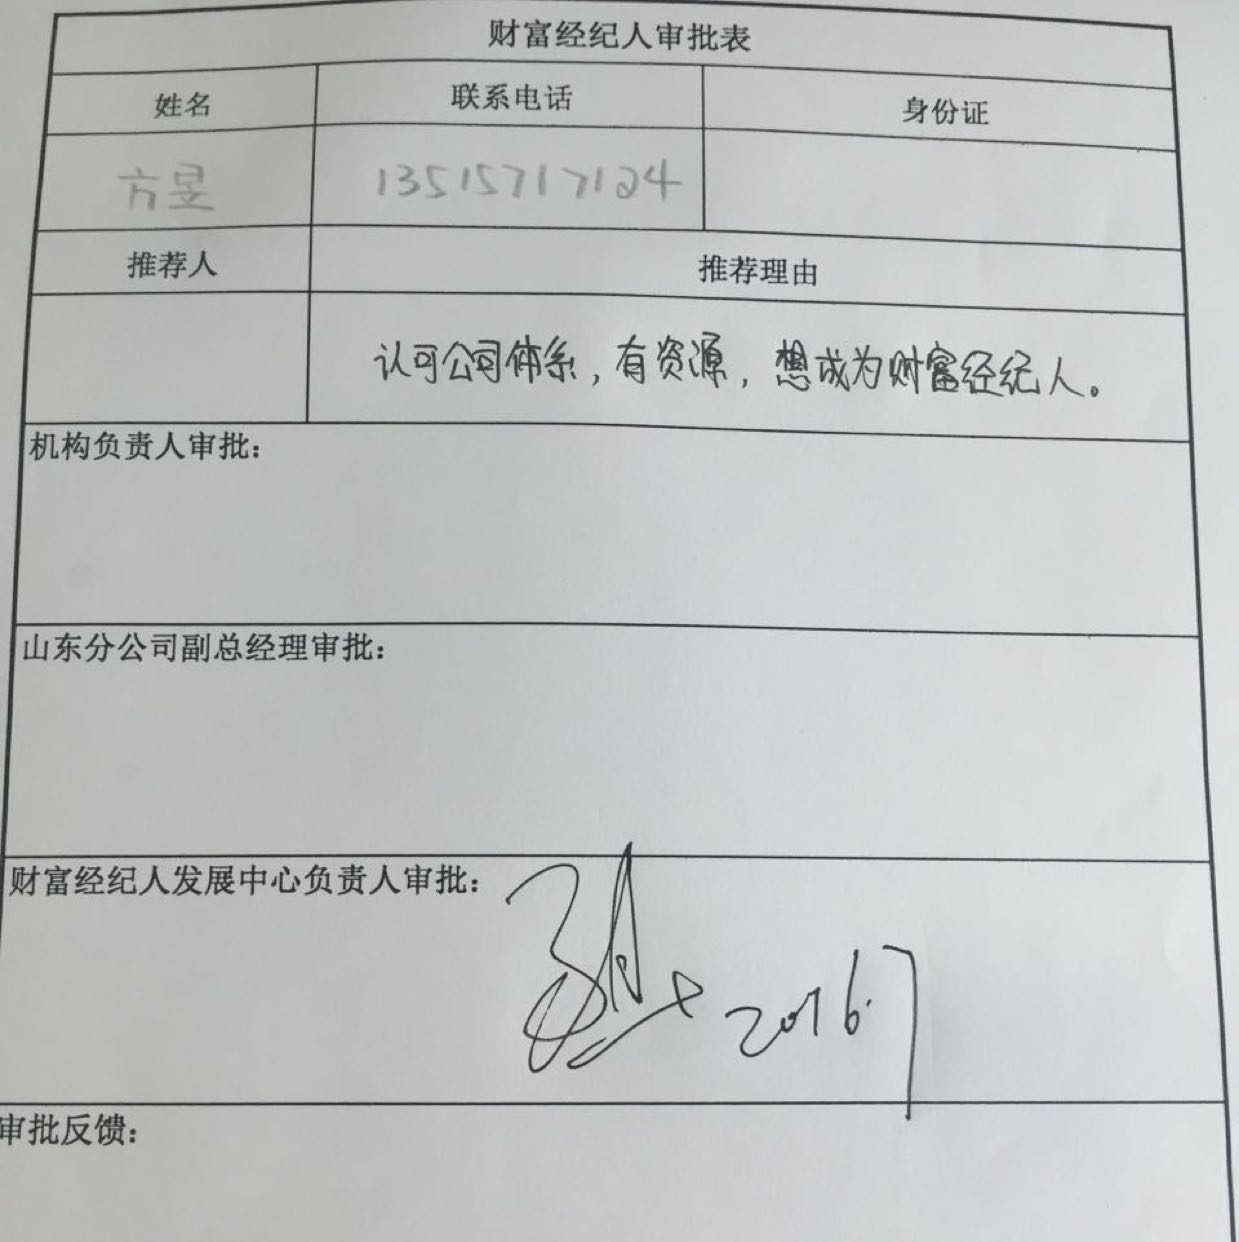 财富经纪人审批表
姓名 联系电话 身份证
方昱 13515717124
推荐人 推荐理由
认可公司体系，有资源，想成为财富经纪人。
机构负责人审批：
山东分公司副总经理审批：
财富经纪人发展中心负责人审批：
2016.7
审批反馈：